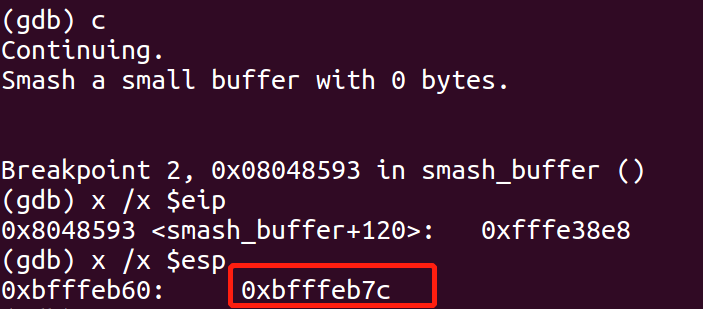 (gdb) c
Continuing.
Smash a small buffer with 0 bytes.
Breakpoint 2, 0x08048593 in smash_buffer ()
(gdb) x /x $eip
0x8048593 <smash_buffer+120>: 0xfffe38e8
(gdb) x /x $esp
0xbfffeb60: 0xbfffeb7c